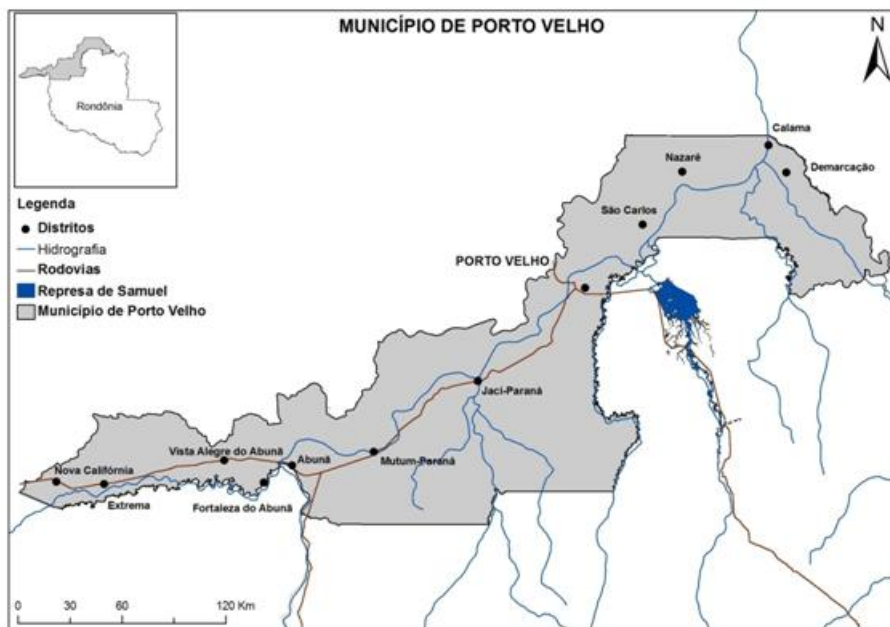 MUNICÍPIO DE PORTO VELHO
N
Rondônia
Calama
Nazaré
Demarcação
Legenda
Distritos
São Carlos
Hidrografia
Rodovias
PORTO VELHO
Represa de Samuel
Município de Porto Velho
Jaci-Paraná
Vista Alegre do Abunã
Abunã
Mutum-Paraná
Nova Califórnia
Extrema
Fortaleza do Abunã
0 30 60 120 Km